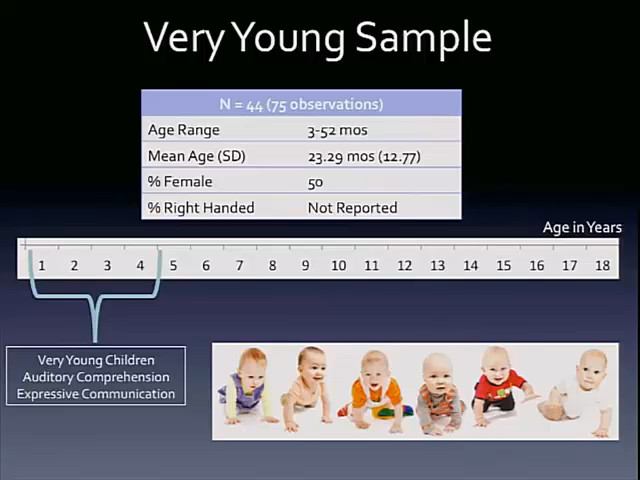 Very Young Sample
N = 44 (75 observations)
Age Range 3-52 mos
Mean Age (SD) 23.29 mos (12.77)
% Female 50
% Right Handed Not Reported
Age in Years
1 2 3 4 5 6 7 8 9 10 11 12 13 14 15 16 17 18
Very Young Children
Auditory Comprehension
Expressive Communication